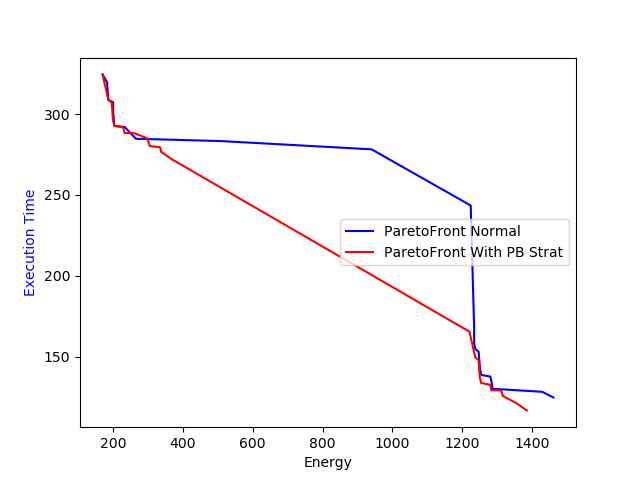 300
250
200
150
Execution Time
ParetoFront Normal
ParetoFront With PB Strat
200 400 600 800 1000 1200 1400
Energy